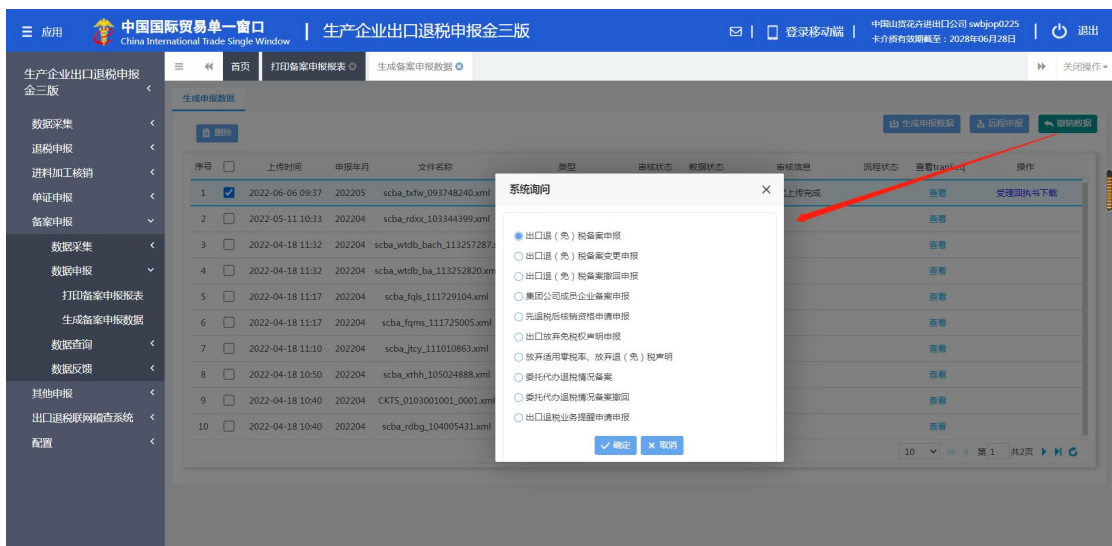 应用
中国国际贸易单一窗口
China International Trade Single Window
生产企业出口退税申报金三版
登录移动端
中国山货花卉进出口公司 swbjop0225
卡介质有效期截至：2028年06月28日
退出
生产企业出口退税申报
金三版
首页
打印备案申报报表
生成备案申报数据
关闭操作
生成申报数据
数据采集
退税申报
进料加工核销
单证申报
备案申报
数据采集
数据申报
打印备案申报报表
生成备案申报数据
数据查询
数据反馈
其他申报
出口退税联网稽查系统
配置
删除
生成申报数据
远程申报
撤销数据
序号 上传时间 申报年月 文件名称 类型 审核状态 数据状态 审核信息 流程状态 查看tranSeq 操作
1 2022-06-06 09:37 202205 scba_txfw_093748240.xml 上传完成 查看 受理回执书下载
2 2022-05-11 10:33 202204 scba_rdxx_103344399.xml 查看
3 2022-04-18 11:32 202204 scba_wtdb_bach_113257287. 查看
4 2022-04-18 11:32 202204 scba_wtdb_ba_113252820.xm 查看
5 2022-04-18 11:17 202204 scba_fqls_111729104.xml 查看
6 2022-04-18 11:17 202204 scba_fqms_111725005.xml 查看
7 2022-04-18 11:10 202204 scba_jtcy_111010863.xml 查看
8 2022-04-18 10:50 202204 scba_xthh_105024888.xml 查看
9 2022-04-18 10:40 202204 CKTS_0103001001_0001.xml 查看
10 2022-04-18 10:40 202204 scba_rdbg_104005431.xml 查看
10 第 1 共2页
系统询问
出口退（免）税备案申报
出口退（免）税备案变更申报
出口退（免）税备案撤回申报
集团公司成员企业备案申报
先退税后核销资格申请申报
出口放弃免税权声明申报
放弃适用零税率、放弃退（免）税声明
委托代办退税情况备案
委托代办退税情况备案撤回
出口退税业务提醒申请申报
确定
取消